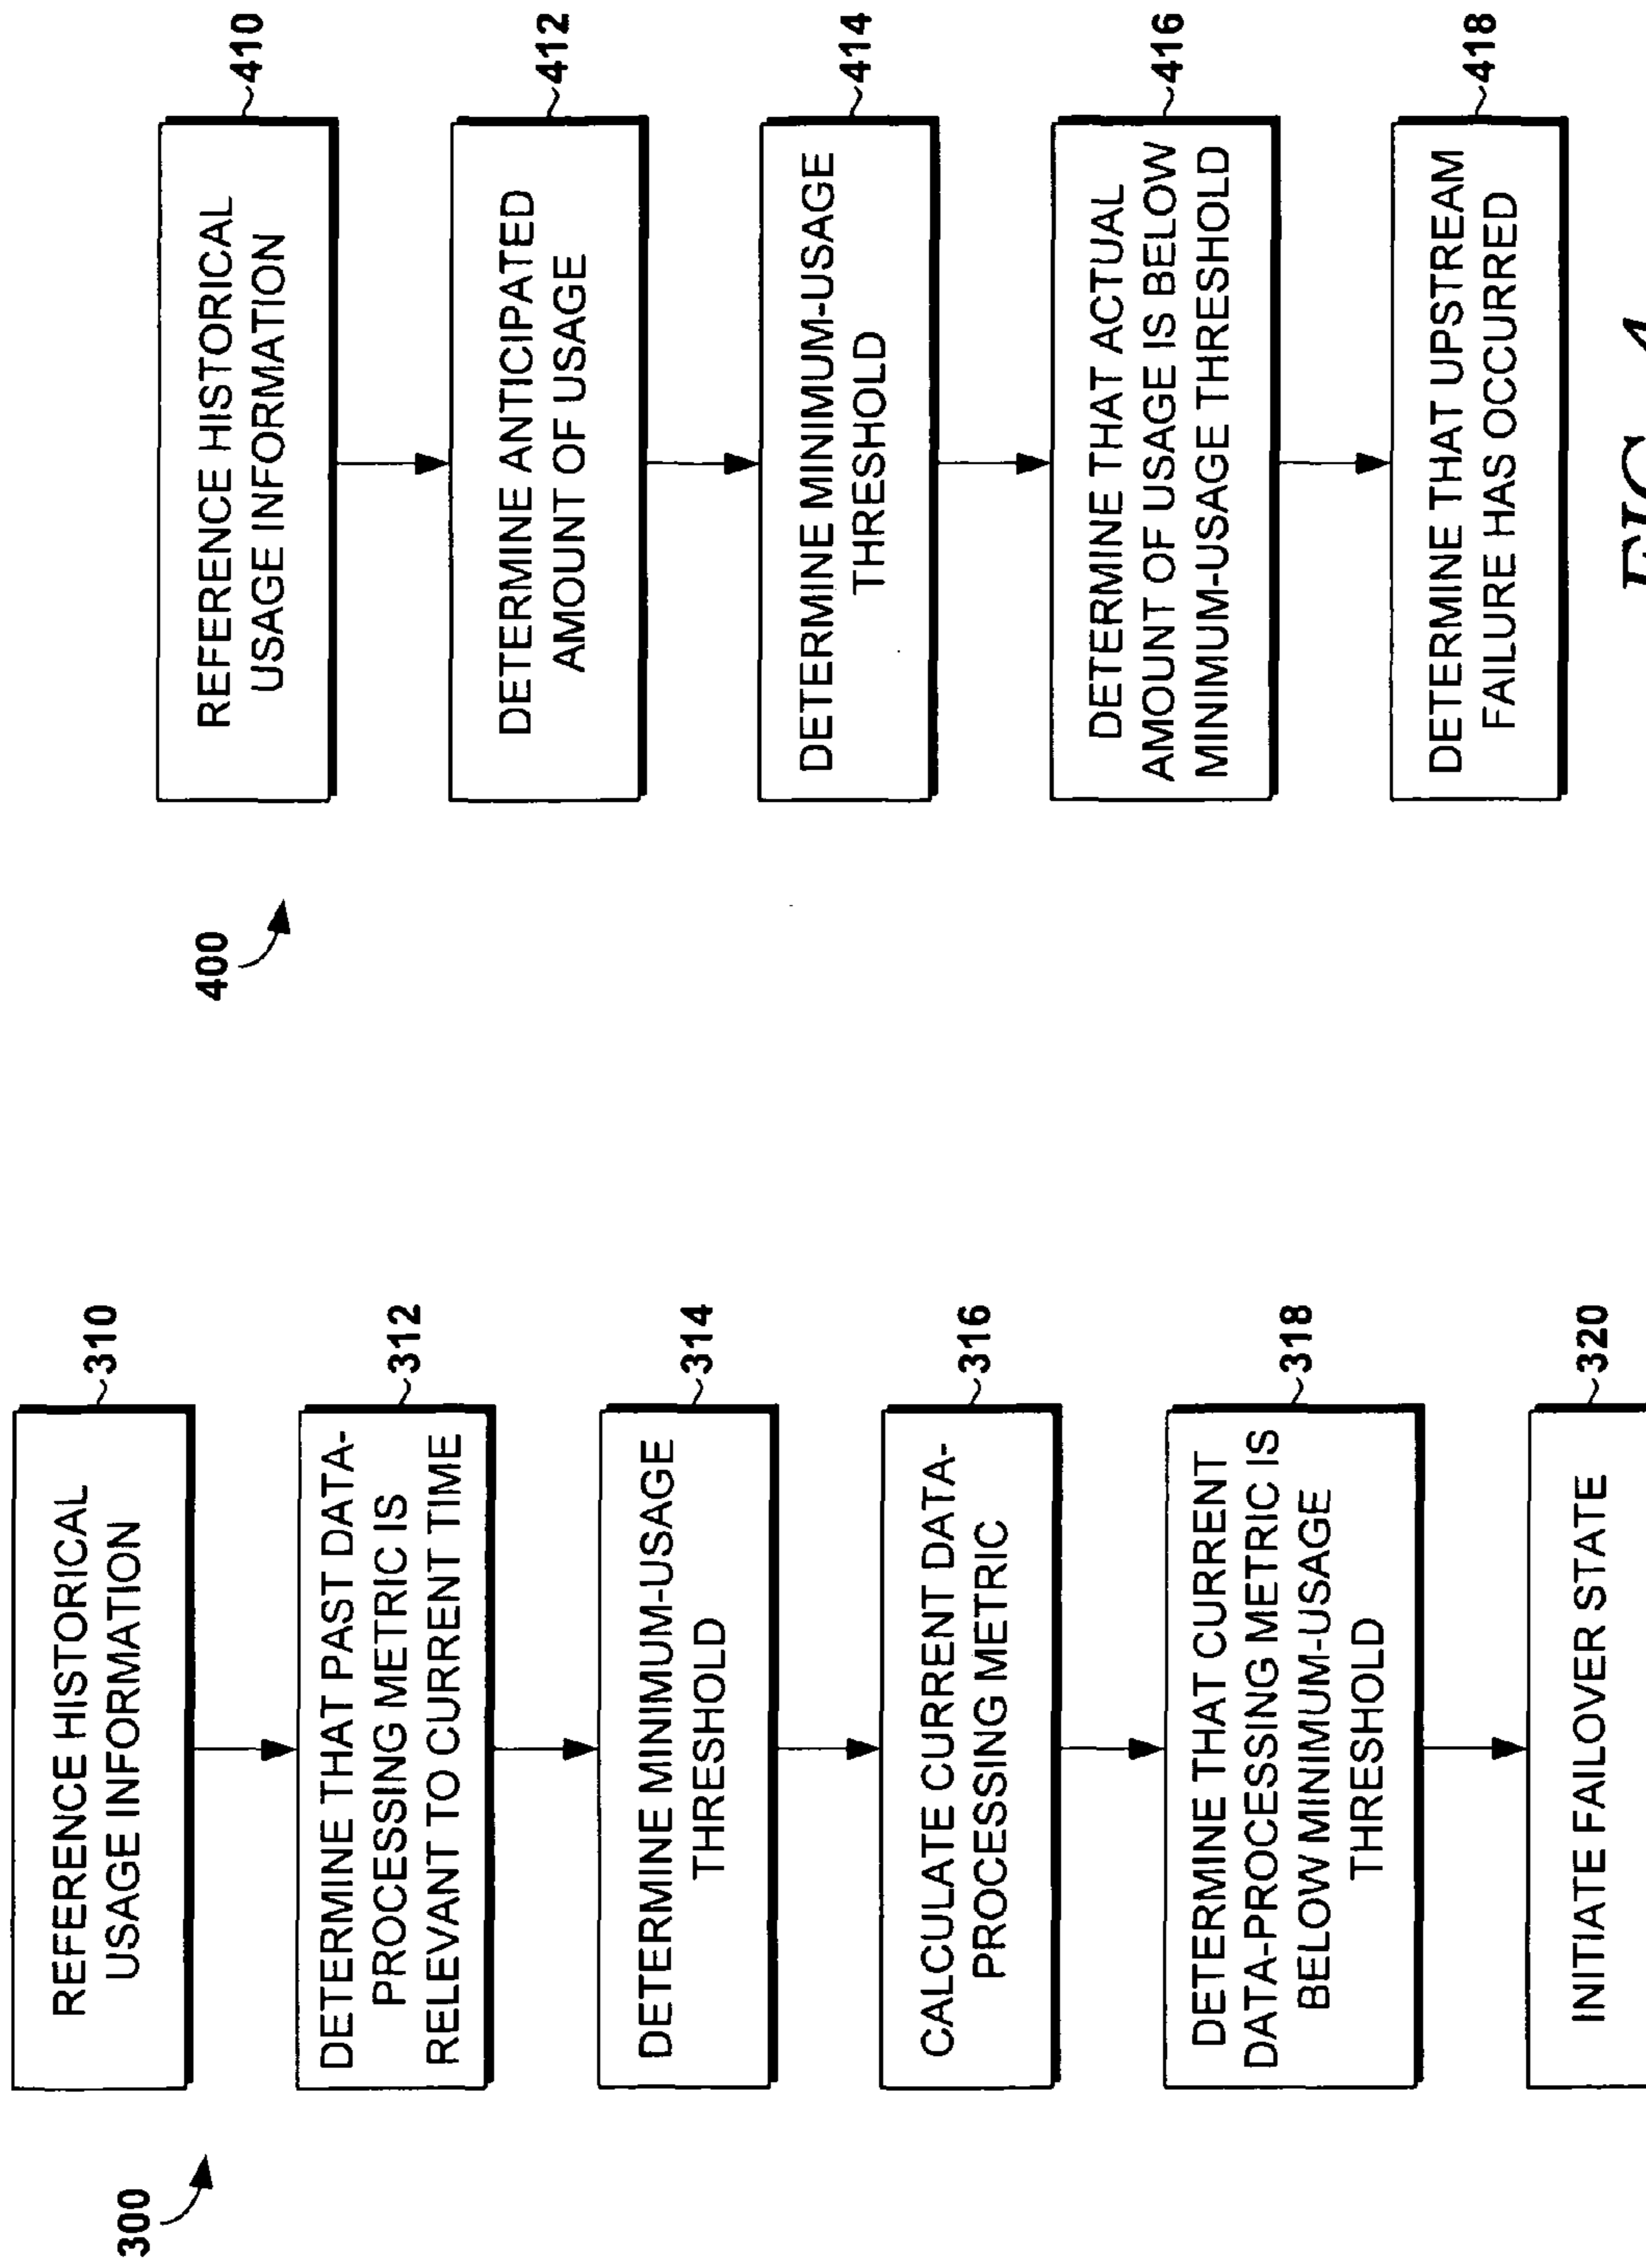 300
REFERENCE HISTORICAL
USAGE INFORMATION
310
DETERMINE THAT PAST DATA-
PROCESSING METRIC IS
RELEVANT TO CURRENT TIME
312
DETERMINE MINIMUM-USAGE
THRESHOLD
314
CALCULATE CURRENT DATA-
PROCESSING METRIC
316
DETERMINE THAT CURRENT
DATA-PROCESSING METRIC IS
BELOW MINIMUM-USAGE
THRESHOLD
318
INITIATE FAILOVER STATE
320
400
REFERENCE HISTORICAL
USAGE INFORMATION
410
DETERMINE ANTICIPATED
AMOUNT OF USAGE
412
DETERMINE MINIMUM-USAGE
THRESHOLD
414
DETERMINE THAT ACTUAL
AMOUNT OF USAGE IS BELOW
MINIMUM-USAGE THRESHOLD
416
DETERMINE THAT UPSTREAM
FAILURE HAS OCCURRED
418
FIG. 4